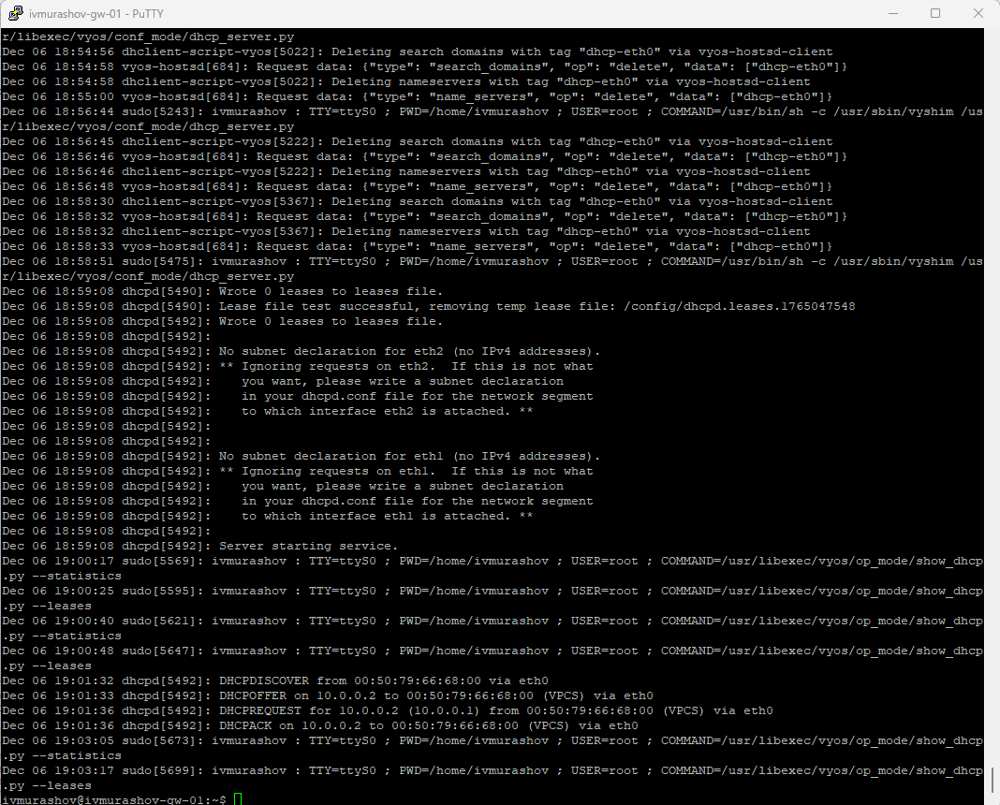 ivmurashov-gw-01 - PuTTY
r/libexec/vyos/conf_mode/dhcp_server.py
Dec 06 18:54:56 dhclient-script-vyos[5022]: Deleting search domains with tag "dhcp-eth0" via vyos-hostsd-client
Dec 06 18:54:58 vyos-hostsd[684]: Request data: {"type": "search_domains", "op": "delete", "data": ["dhcp-eth0"]}
Dec 06 18:54:58 dhclient-script-vyos[5022]: Deleting nameservers with tag "dhcp-eth0" via vyos-hostsd-client
Dec 06 18:55:00 vyos-hostsd[684]: Request data: {"type": "name_servers", "op": "delete", "data": ["dhcp-eth0"]}
Dec 06 18:56:44 sudo[5243]: ivmurashov : TTY=ttyS0 ; PWD=/home/ivmurashov ; USER=root ; COMMAND=/usr/bin/sh -c /usr/sbin/vyshim /us
r/libexec/vyos/conf_mode/dhcp_server.py
Dec 06 18:56:45 dhclient-script-vyos[5222]: Deleting search domains with tag "dhcp-eth0" via vyos-hostsd-client
Dec 06 18:56:46 vyos-hostsd[684]: Request data: {"type": "search_domains", "op": "delete", "data": ["dhcp-eth0"]}
Dec 06 18:56:46 dhclient-script-vyos[5222]: Deleting nameservers with tag "dhcp-eth0" via vyos-hostsd-client
Dec 06 18:56:48 vyos-hostsd[684]: Request data: {"type": "name_servers", "op": "delete", "data": ["dhcp-eth0"]}
Dec 06 18:58:30 dhclient-script-vyos[5367]: Deleting search domains with tag "dhcp-eth0" via vyos-hostsd-client
Dec 06 18:58:32 vyos-hostsd[684]: Request data: {"type": "search_domains", "op": "delete", "data": ["dhcp-eth0"]}
Dec 06 18:58:32 dhclient-script-vyos[5367]: Deleting nameservers with tag "dhcp-eth0" via vyos-hostsd-client
Dec 06 18:58:33 vyos-hostsd[684]: Request data: {"type": "name_servers", "op": "delete", "data": ["dhcp-eth0"]}
Dec 06 18:58:51 sudo[5475]: ivmurashov : TTY=ttyS0 ; PWD=/home/ivmurashov ; USER=root ; COMMAND=/usr/bin/sh -c /usr/sbin/vyshim /us
r/libexec/vyos/conf_mode/dhcp_server.py
Dec 06 18:59:08 dhcpd[5490]: Wrote 0 leases to leases file.
Dec 06 18:59:08 dhcpd[5490]: Lease file test successful, removing temp lease file: /config/dhcpd.leases.1765047548
Dec 06 18:59:08 dhcpd[5492]: Wrote 0 leases to leases file.
Dec 06 18:59:08 dhcpd[5492]:
Dec 06 18:59:08 dhcpd[5492]: No subnet declaration for eth2 (no IPv4 addresses).
Dec 06 18:59:08 dhcpd[5492]: ** Ignoring requests on eth2.  If this is not what
Dec 06 18:59:08 dhcpd[5492]:    you want, please write a subnet declaration
Dec 06 18:59:08 dhcpd[5492]:    in your dhcpd.conf file for the network segment
Dec 06 18:59:08 dhcpd[5492]:    to which interface eth2 is attached. **
Dec 06 18:59:08 dhcpd[5492]:
Dec 06 18:59:08 dhcpd[5492]:
Dec 06 18:59:08 dhcpd[5492]: No subnet declaration for eth1 (no IPv4 addresses).
Dec 06 18:59:08 dhcpd[5492]: ** Ignoring requests on eth1.  If this is not what
Dec 06 18:59:08 dhcpd[5492]:    you want, please write a subnet declaration
Dec 06 18:59:08 dhcpd[5492]:    in your dhcpd.conf file for the network segment
Dec 06 18:59:08 dhcpd[5492]:    to which interface eth1 is attached. **
Dec 06 18:59:08 dhcpd[5492]:
Dec 06 18:59:08 dhcpd[5492]: Server starting service.
Dec 06 19:00:17 sudo[5569]: ivmurashov : TTY=ttyS0 ; PWD=/home/ivmurashov ; USER=root ; COMMAND=/usr/libexec/vyos/op_mode/show_dhcp
.py --statistics
Dec 06 19:00:25 sudo[5595]: ivmurashov : TTY=ttyS0 ; PWD=/home/ivmurashov ; USER=root ; COMMAND=/usr/libexec/vyos/op_mode/show_dhcp
.py --leases
Dec 06 19:00:40 sudo[5621]: ivmurashov : TTY=ttyS0 ; PWD=/home/ivmurashov ; USER=root ; COMMAND=/usr/libexec/vyos/op_mode/show_dhcp
.py --statistics
Dec 06 19:00:48 sudo[5647]: ivmurashov : TTY=ttyS0 ; PWD=/home/ivmurashov ; USER=root ; COMMAND=/usr/libexec/vyos/op_mode/show_dhcp
.py --leases
Dec 06 19:01:32 dhcpd[5492]: DHCPDISCOVER from 00:50:79:66:68:00 via eth0
Dec 06 19:01:33 dhcpd[5492]: DHCPOFFER on 10.0.0.2 to 00:50:79:66:68:00 (VPCS) via eth0
Dec 06 19:01:36 dhcpd[5492]: DHCPREQUEST for 10.0.0.2 (10.0.0.1) from 00:50:79:66:68:00 (VPCS) via eth0
Dec 06 19:01:36 dhcpd[5492]: DHCPACK on 10.0.0.2 to 00:50:79:66:68:00 (VPCS) via eth0
Dec 06 19:03:05 sudo[5673]: ivmurashov : TTY=ttyS0 ; PWD=/home/ivmurashov ; USER=root ; COMMAND=/usr/libexec/vyos/op_mode/show_dhcp
.py --statistics
Dec 06 19:03:17 sudo[5699]: ivmurashov : TTY=ttyS0 ; PWD=/home/ivmurashov ; USER=root ; COMMAND=/usr/libexec/vyos/op_mode/show_dhcp
.py --leases
ivmurashov@ivmurashov-gw-01:~$